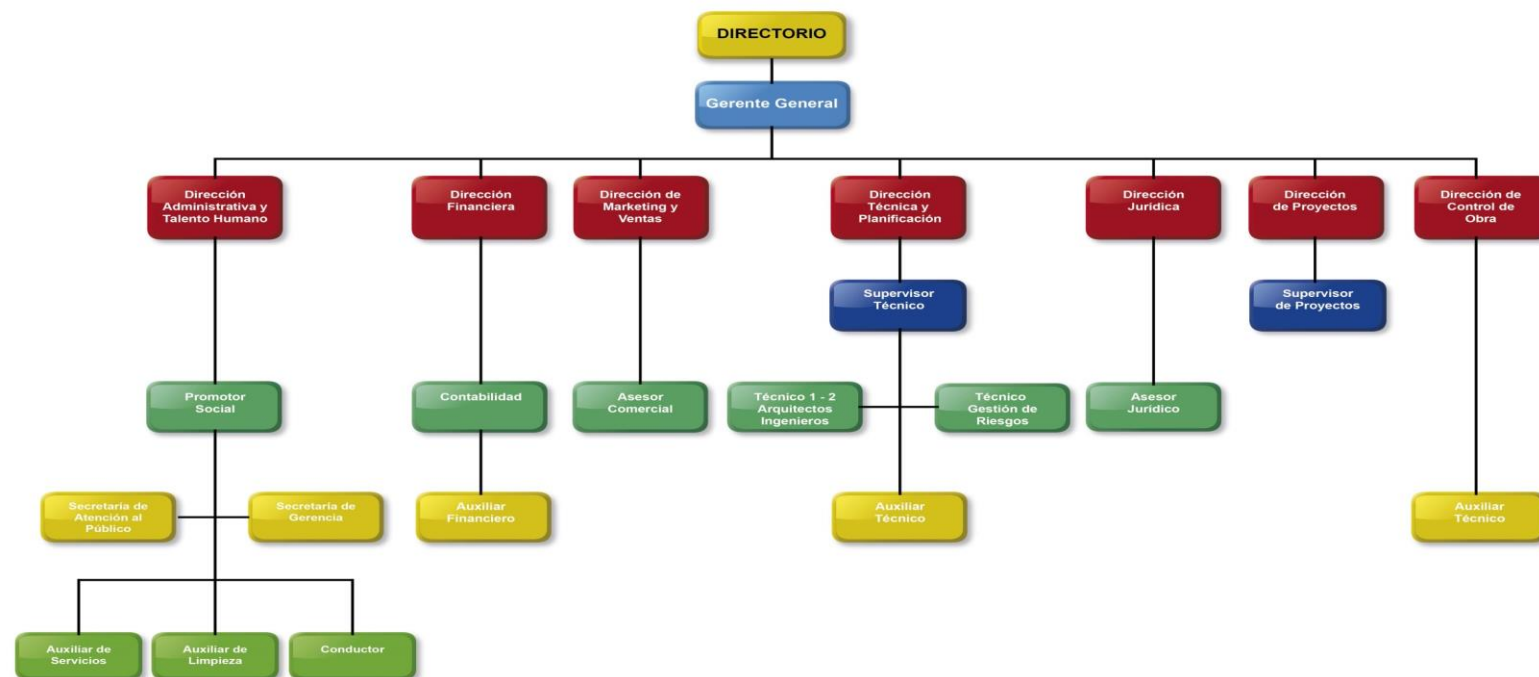 DIRECTORIO
Gerente General
Dirección
Administrativa y
Talento Humano
Dirección
Financiera
Dirección de
Marketing y
Ventas
Dirección
Técnica y
Planificación
Dirección
Jurídica
Dirección
de Proyectos
Dirección de
Control de
Obra
Supervisor
Técnico
Supervisor
de Proyectos
Promotor
Social
Contabilidad
Asesor
Comercial
Técnico 1 - 2
Arquitectos
Ingenieros
Técnico
Gestión de
Riesgos
Asesor
Jurídico
Secretaria de
Atención al
Público
Secretaria de
Gerencia
Auxiliar
Financiero
Auxiliar
Técnico
Auxiliar
Técnico
Auxiliar de
Servicios
Auxiliar de
Limpieza
Conductor